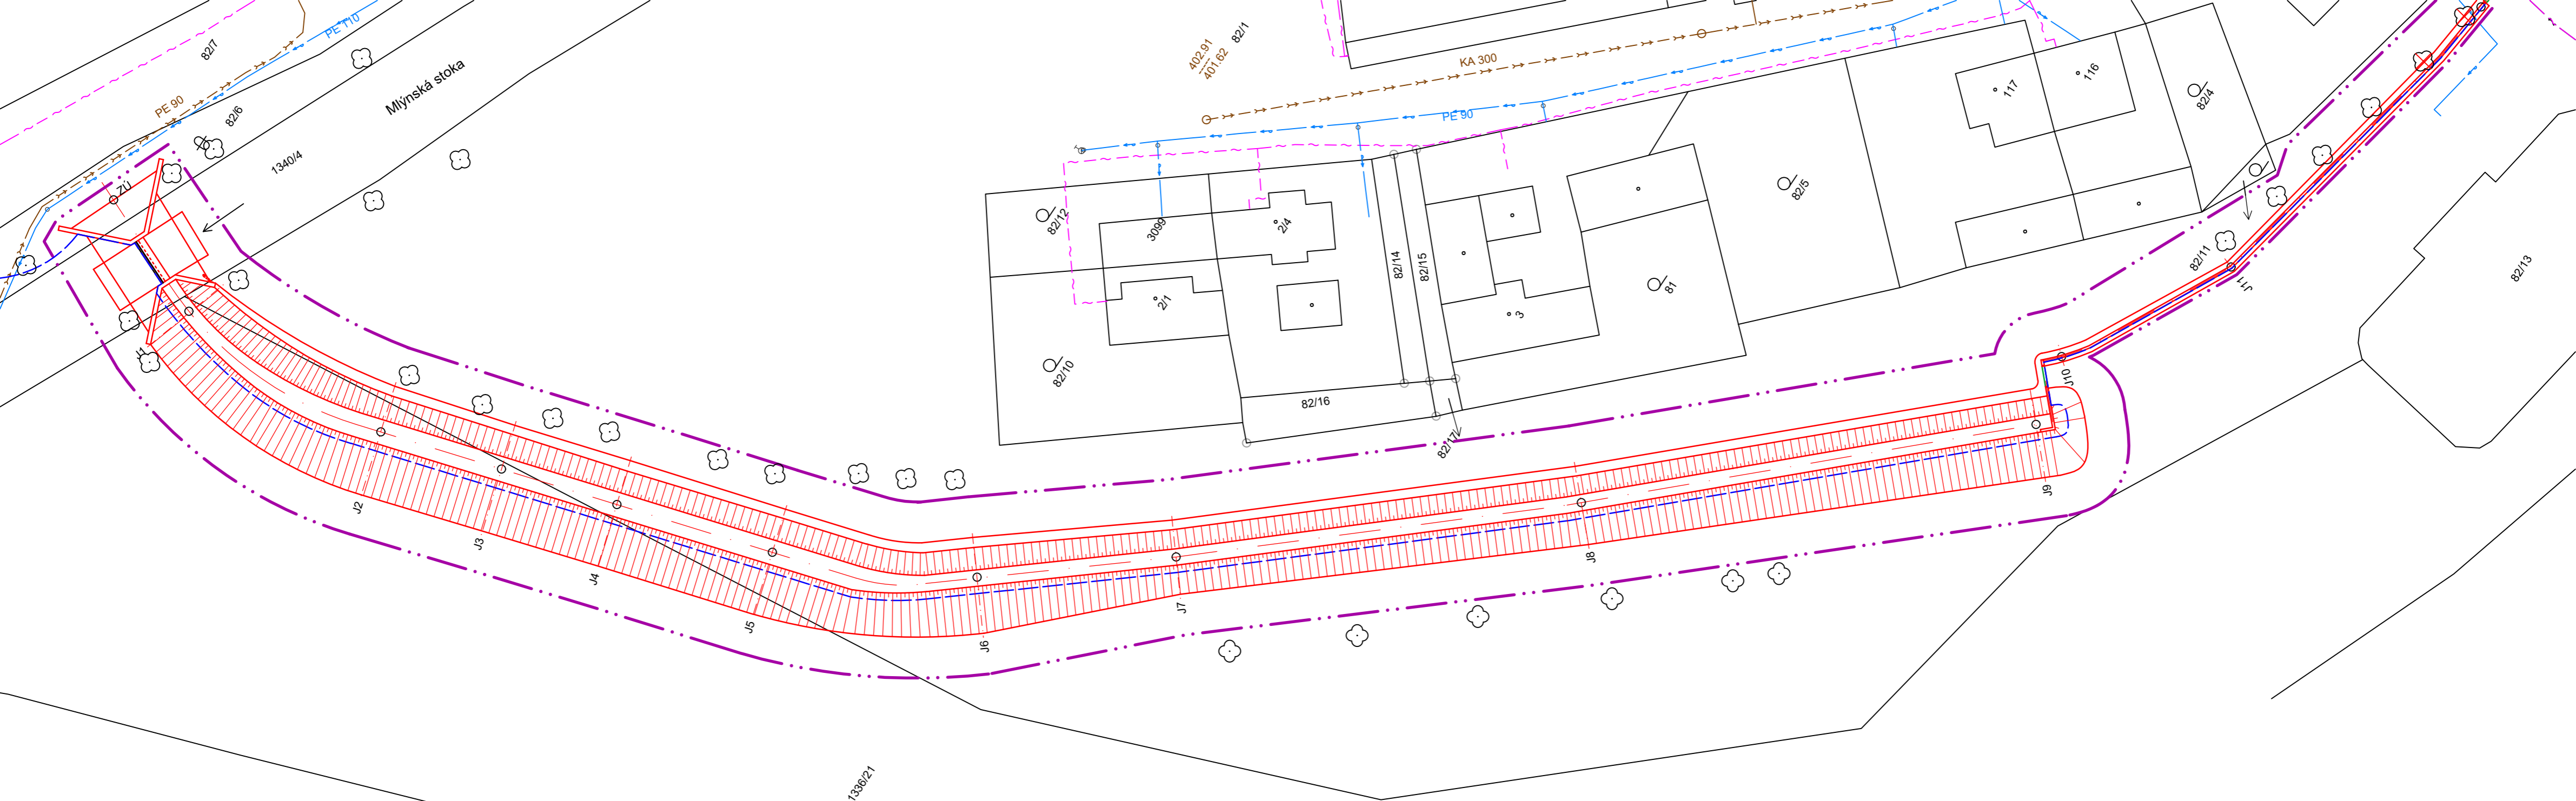 PE 110
82/7
PE 90
82/6
Mlýnská stoka
1340/4
ZÚ
402.91
401.62
82/1
KA 300
PE 90
117
116
82/4
82/12
3099
2/4
82/14
82/15
82/5
82/11
82/13
2/1
3
81
82/10
82/16
82/17
J1
J2
J3
J4
J5
J6
J7
J8
J9
J10
J11
1336/21